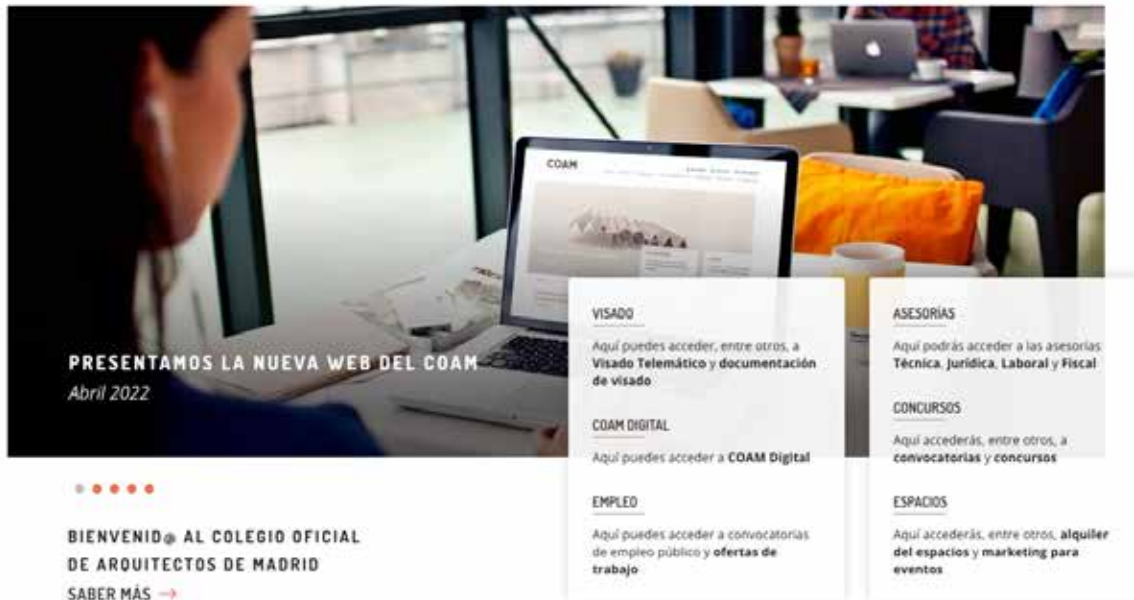 COAM
PRESENTAMOS LA NUEVA WEB DEL COAM
Abril 2022
BIENVENID@ AL COLEGIO OFICIAL
DE ARQUITECTOS DE MADRID
SABER MÁS →
VISADO
Aquí puedes acceder, entre otros, a
Visado Telemático y documentación
de visado
COAM DIGITAL
Aquí puedes acceder a COAM Digital
EMPLEO
Aquí puedes acceder a convocatorias
de empleo público y ofertas de
trabajo
ASESORÍAS
Aquí podrás acceder a las asesorías
Técnica, Jurídica, Laboral y Fiscal
CONCURSOS
Aquí accederás, entre otros, a
convocatorias y concursos
ESPACIOS
Aquí accederás, entre otros, alquiler
del espacios y marketing para
eventos